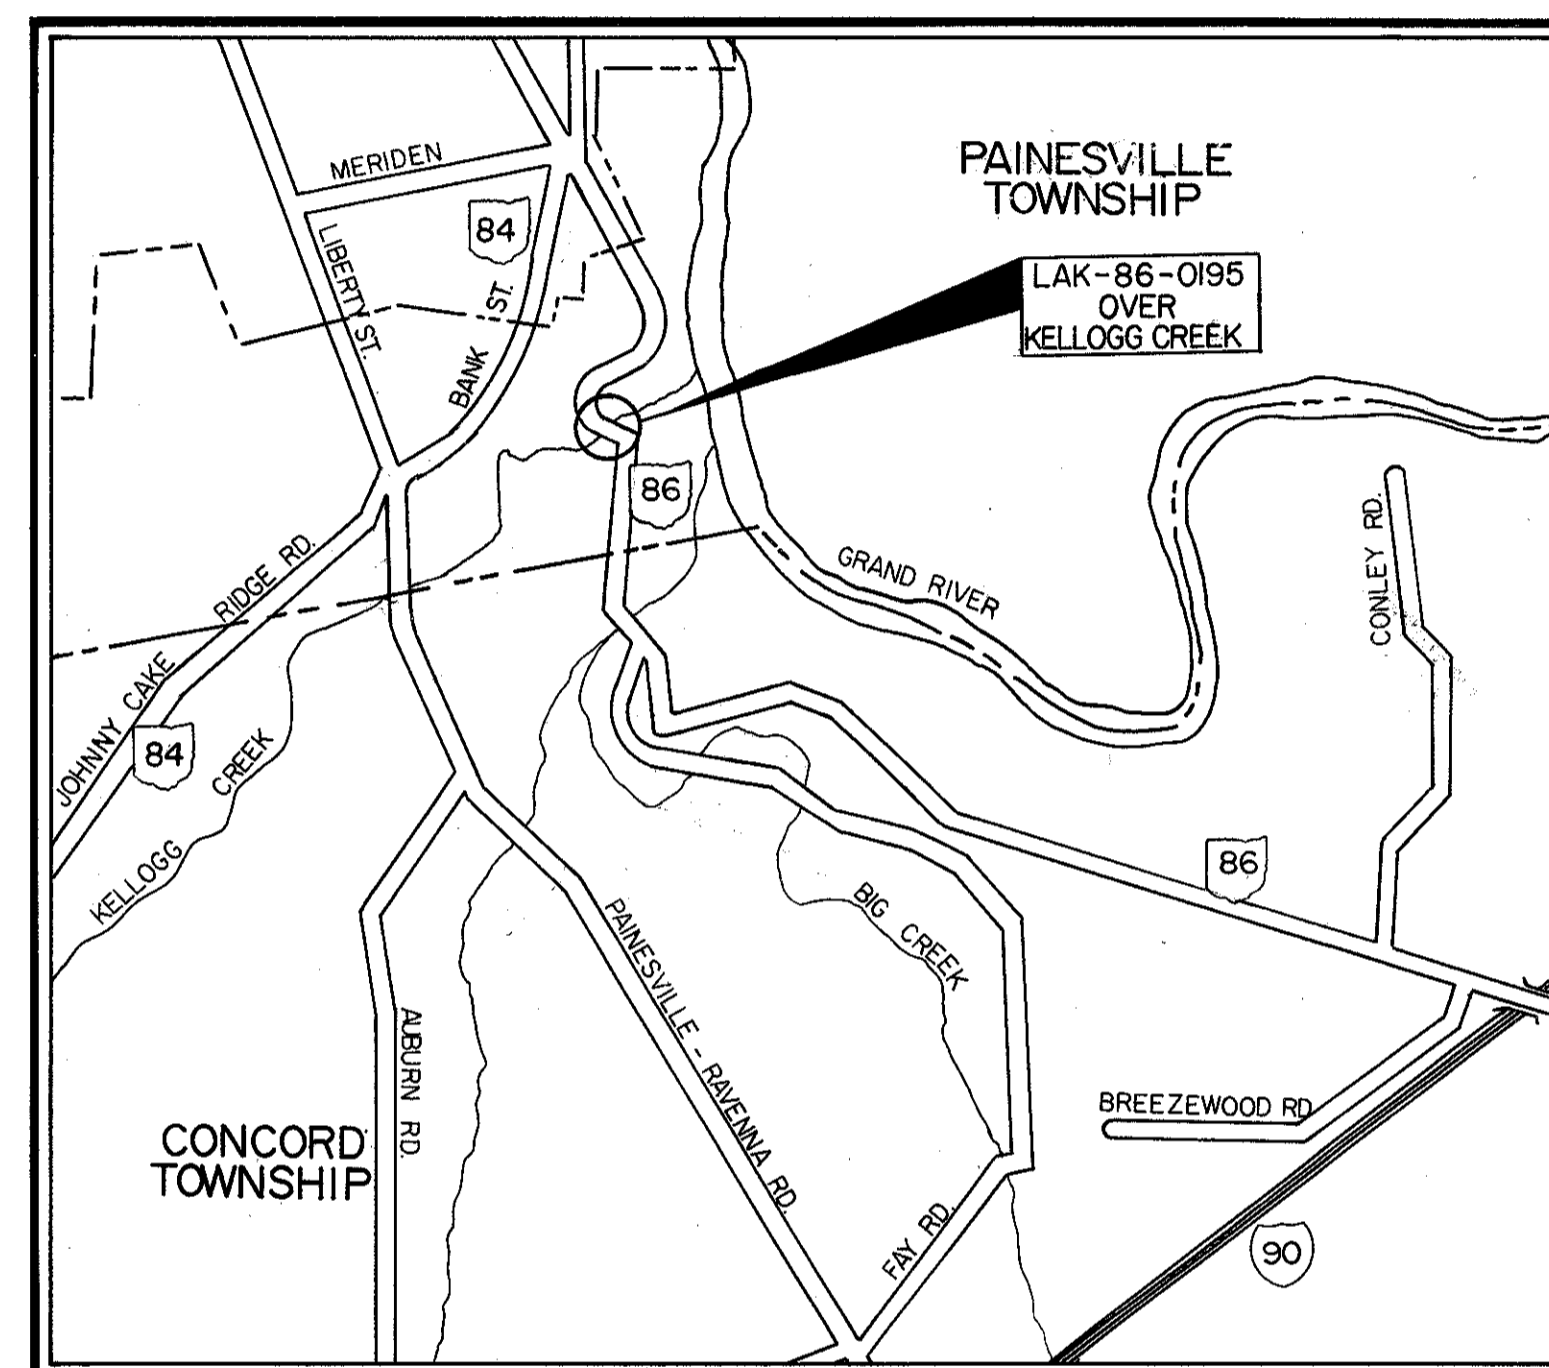 MERIDEN
PAINESVILLE
TOWNSHIP
84
LIBERTY ST.
BANK ST.
LAK-86-0195
OVER
KELLOGG CREEK
86
CONLEY RD.
GRAND RIVER
JOHNNY CAKE RIDGE RD.
84
KELLOGG CREEK
86
BIG CREEK
PAINESVILLE - RAVENNA RD.
AUBURN RD.
BREEZEWOOD RD
CONCORD
TOWNSHIP
FAY RD.
90